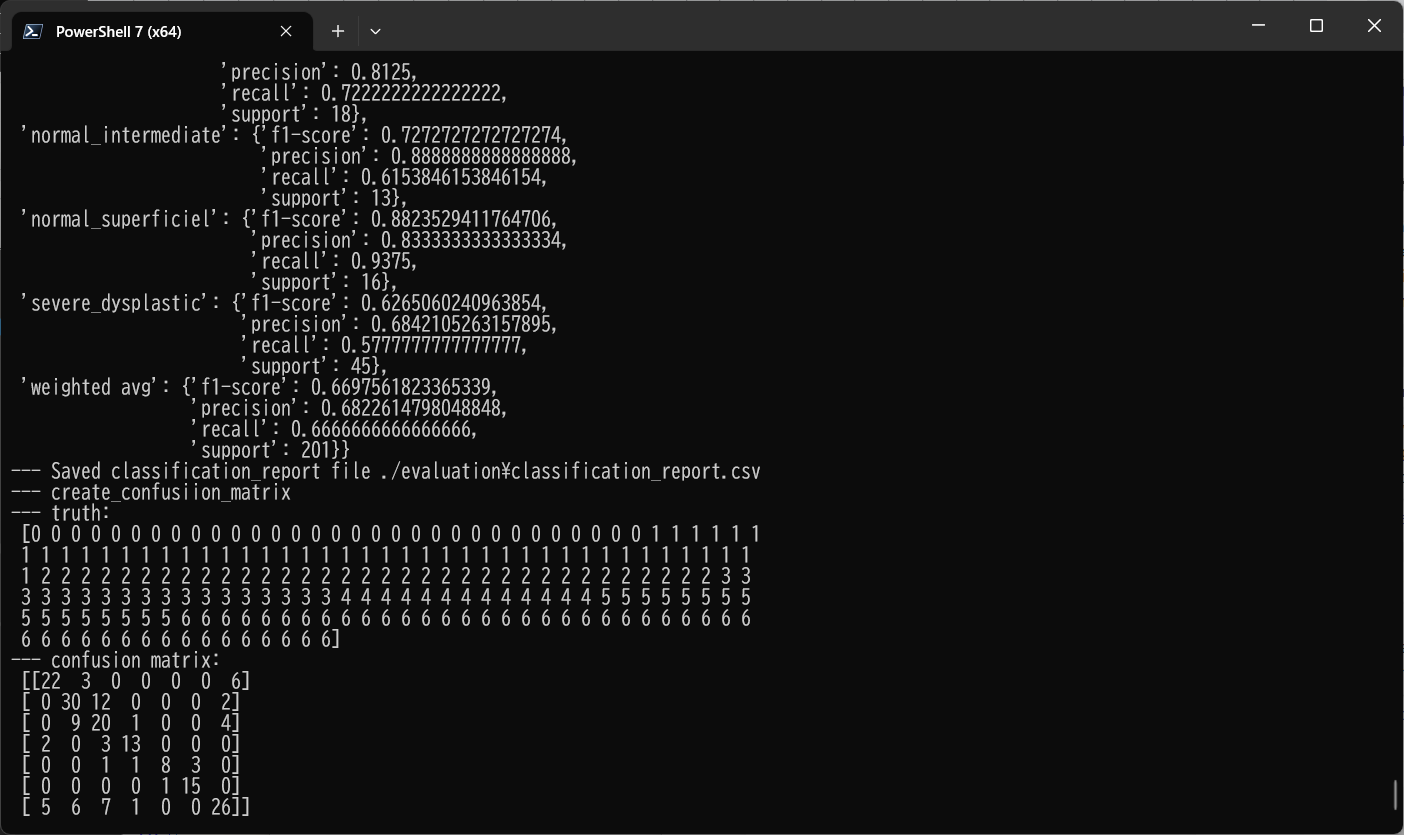 PowerShell 7 (x64)
'precision': 0.8125,
'recall': 0.7222222222222222,
'support': 18},
'normal_intermediate': {'f1-score': 0.7272727272727274,
'precision': 0.8888888888888888,
'recall': 0.6153846153846154,
'support': 13},
'normal_superficiel': {'f1-score': 0.8823529411764706,
'precision': 0.8333333333333334,
'recall': 0.9375,
'support': 16},
'severe_dysplastic': {'f1-score': 0.6265060240963854,
'precision': 0.6842105263157895,
'recall': 0.5777777777777777,
'support': 45},
'weighted avg': {'f1-score': 0.6697561823365339,
'precision': 0.6822614798048848,
'recall': 0.6666666666666666,
'support': 201}}
--- Saved classification_report file ./evaluation¥classification_report.csv
--- create_confusiion_matrix
--- truth:
[0 0 0 0 0 0 0 0 0 0 0 0 0 0 0 0 0 0 0 0 0 0 0 0 0 0 0 0 0 0 0 1 1 1 1 1 1
1 1 1 1 1 1 1 1 1 1 1 1 1 1 1 1 1 1 1 1 1 1 1 1 1 1 1 1 1 1 1 1 1 1 1 1 1
1 2 2 2 2 2 2 2 2 2 2 2 2 2 2 2 2 2 2 2 2 2 2 2 2 2 2 2 2 2 2 2 2 2 2 3 3
3 3 3 3 3 3 3 3 3 3 3 3 3 3 3 3 4 4 4 4 4 4 4 4 4 4 4 4 4 5 5 5 5 5 5 5 5
5 5 5 5 5 5 5 5 6 6 6 6 6 6 6 6 6 6 6 6 6 6 6 6 6 6 6 6 6 6 6 6 6 6 6 6 6
6 6 6 6 6 6 6 6 6 6 6 6 6 6 6 6]
--- confusion matrix:
[[22  3  0  0  0  0  6]
[ 0 30 12  0  0  0  2]
[ 0  9 20  1  0  0  4]
[ 2  0  3 13  0  0  0]
[ 0  0  1  1  8  3  0]
[ 0  0  0  0  1 15  0]
[ 5  6  7  1  0  0 26]]